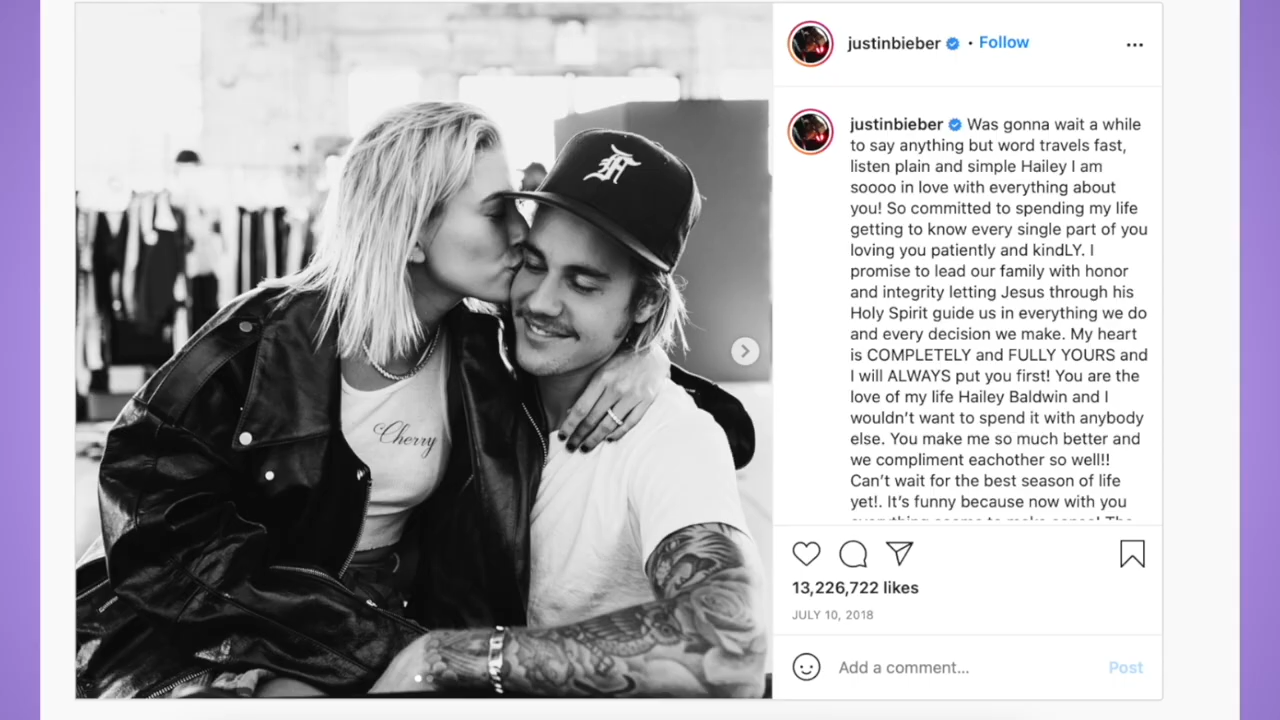 Cherry
justinbieber • Follow
justinbieber Was gonna wait a while
to say anything but word travels fast,
listen plain and simple Hailey I am
soooo in love with everything about
you! So committed to spending my life
getting to know every single part of you
loving you patiently and kindLY. I
promise to lead our family with honor
and integrity letting Jesus through his
Holy Spirit guide us in everything we do
and every decision we make. My heart
is COMPLETELY and FULLY YOURS and
I will ALWAYS put you first! You are the
love of my life Hailey Baldwin and I
wouldn't want to spend it with anybody
else. You make me so much better and
we compliment eachother so well!!
Can't wait for the best season of life
yet!. It's funny because now with you
everything seems to make sense! The
13,226,722 likes
JULY 10, 2018
Add a comment...
Post